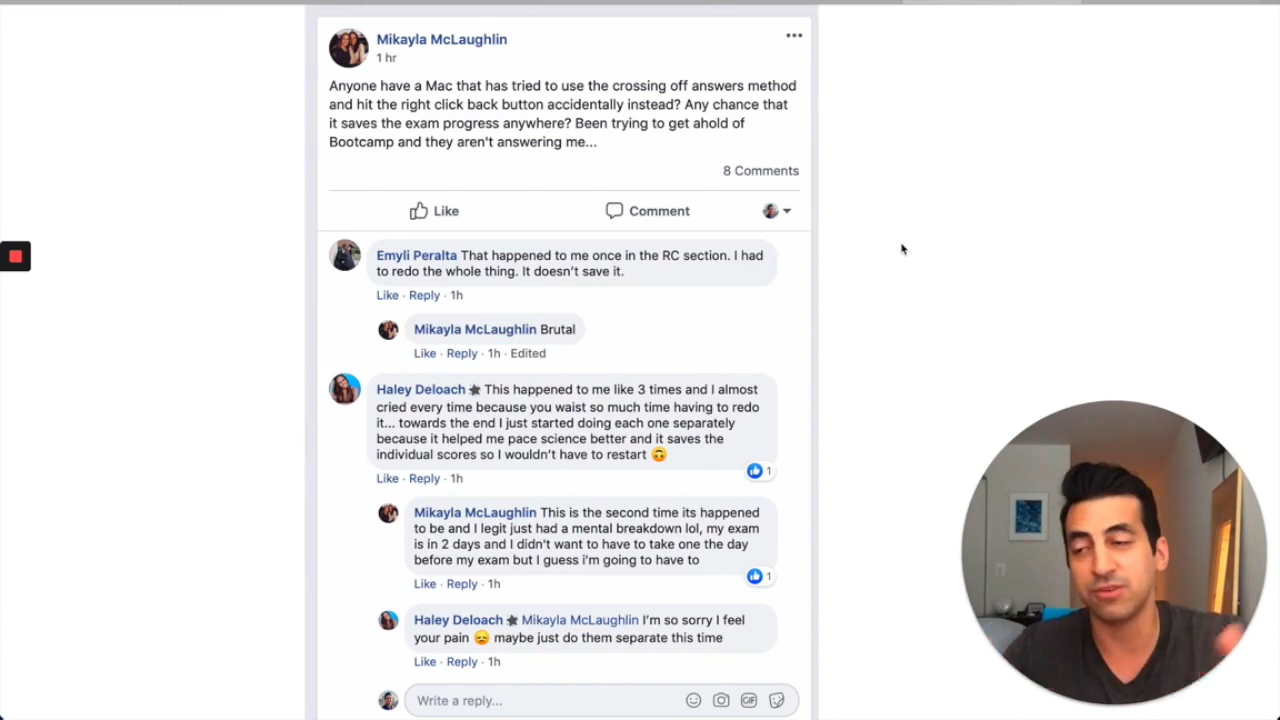 Mikayla McLaughlin
1 hr
Anyone have a Mac that has tried to use the crossing off answers method
and hit the right click back button accidentally instead? Any chance that
it saves the exam progress anywhere? Been trying to get ahold of
Bootcamp and they aren't answering me...
8 Comments
Like
Comment
Emyli Peralta That happened to me once in the RC section. I had
to redo the whole thing. It doesn't save it.
Like · Reply · 1h
Mikayla McLaughlin Brutal
Like · Reply · 1h · Edited
Haley Deloach This happened to me like 3 times and I almost
cried every time because you waist so much time having to redo
it... towards the end I just started doing each one separately
because it helped me pace science better and it saves the
individual scores so I wouldn't have to restart 🙃
1
Like · Reply · 1h
Mikayla McLaughlin This is the second time its happened
to be and I legit just had a mental breakdown lol, my exam
is in 2 days and I didn't want to have to take one the day
before my exam but I guess i'm going to have to
1
Like · Reply · 1h
Haley Deloach Mikayla McLaughlin I'm so sorry I feel
your pain 😞 maybe just do them separate this time
Like · Reply · 1h
Write a reply...
GIF